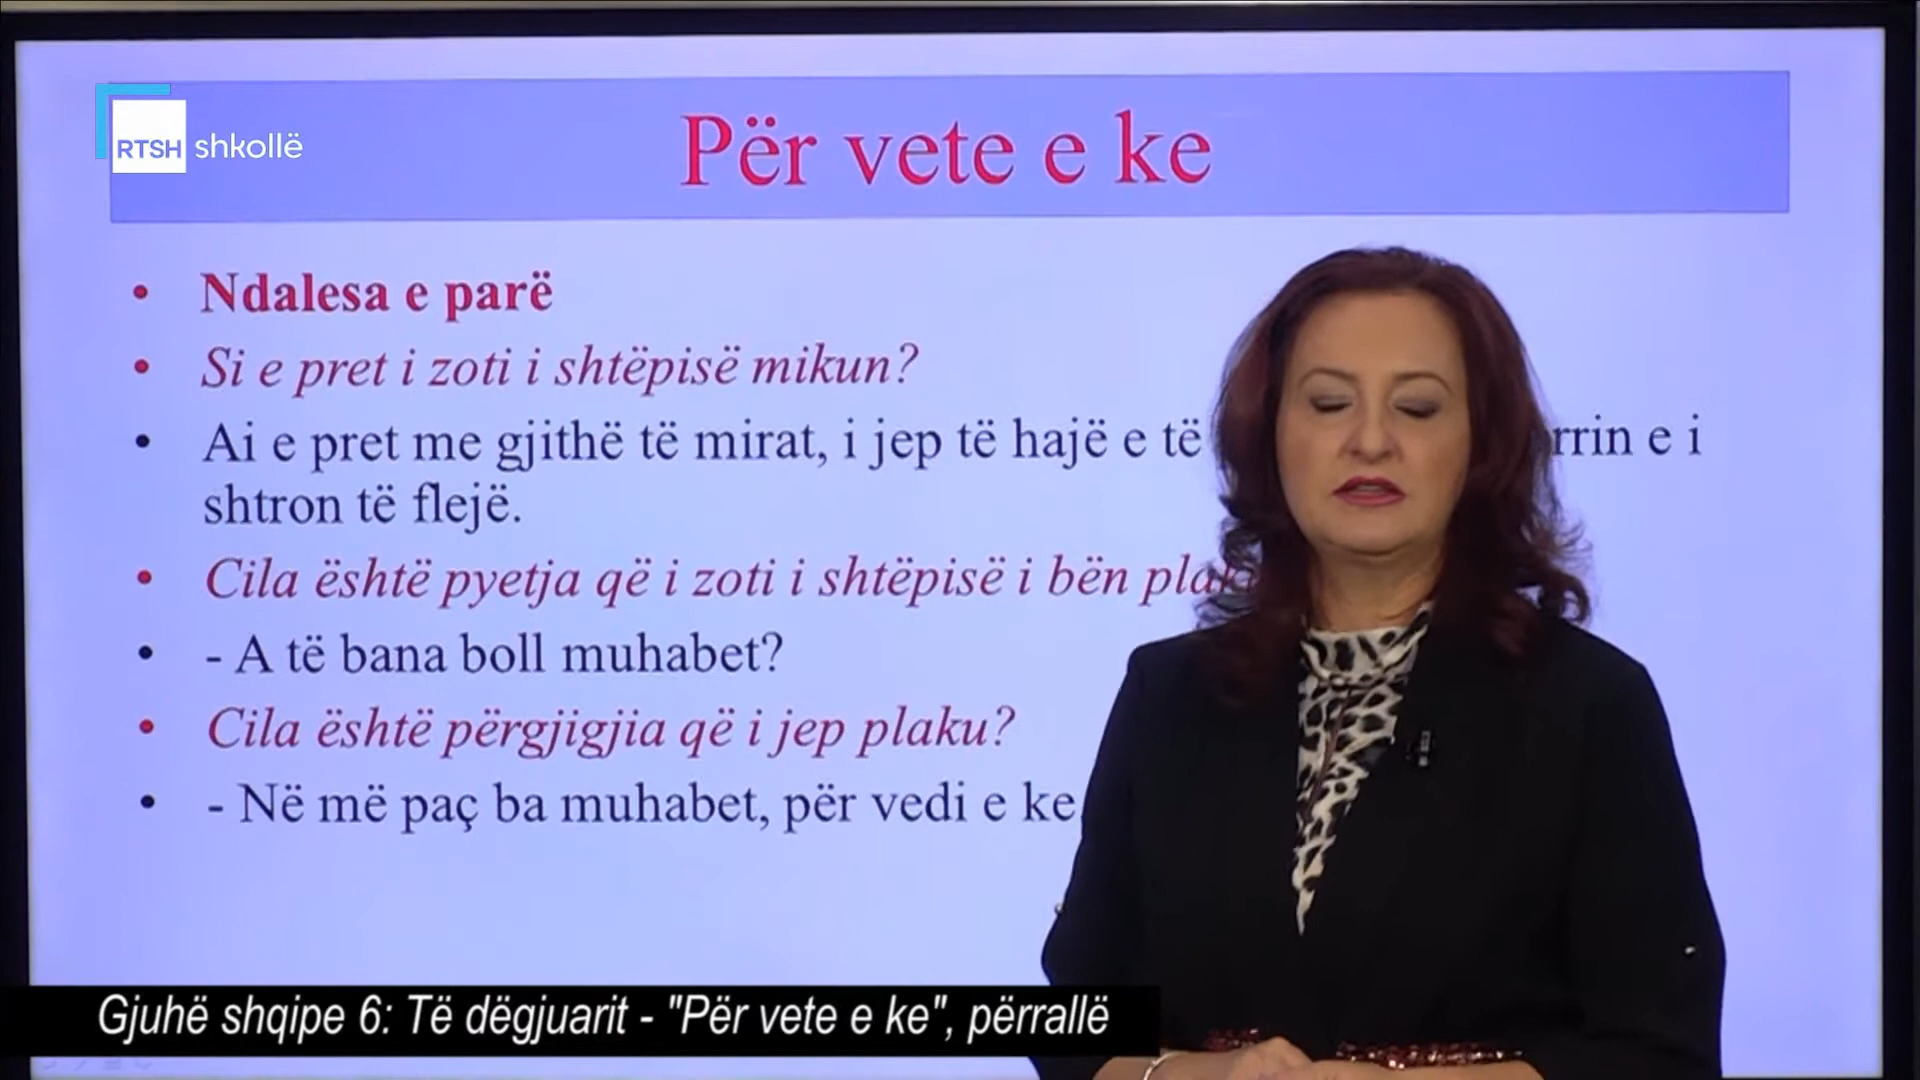 RTSH shkollë
Për vete e ke
• Ndalesa e parë
• Si e pret i zoti i shtëpisë mikun?
• Ai e pret me gjithë të mirat, i jep të hajë e të rrin e i
shtron të flejë.
• Cila është pyetja që i zoti i shtëpisë i bën
• - A të bana boll muhabet?
• Cila është përgjigjia që i jep plaku?
• - Në më paç ba muhabet, për vedi e ke
Gjuhë shqipe 6: Të dëgjuarit - "Për vete e ke", përrallë